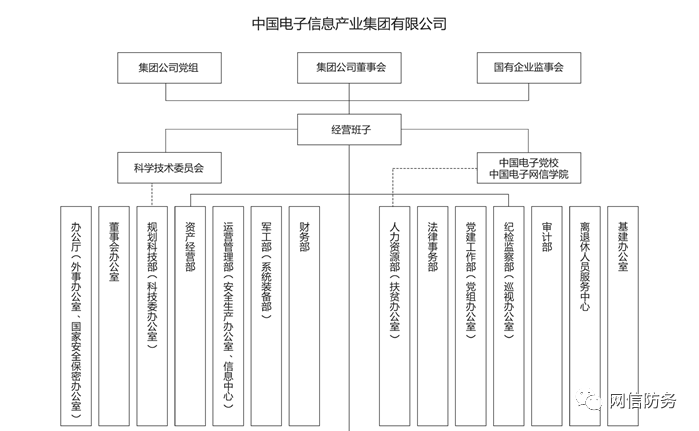 中国电子信息产业集团有限公司
集团公司党组
集团公司董事会
国有企业监事会
经营班子
科学技术委员会
中国电子党校
中国电子网信学院
办公厅（外事办公室、国家安全保密办公室）
董事会办公室
规划科技部（科技委办公室）
资产经营部
运营管理部（安全生产办公室、信息中心）
军工部（系统装备部）
财务部
人力资源部（扶贫办公室）
法律事务部
党建工作部（党组办公室）
纪检监察部（巡视办公室）
审计部
离退休人员服务中心
基建办公室
网信防务